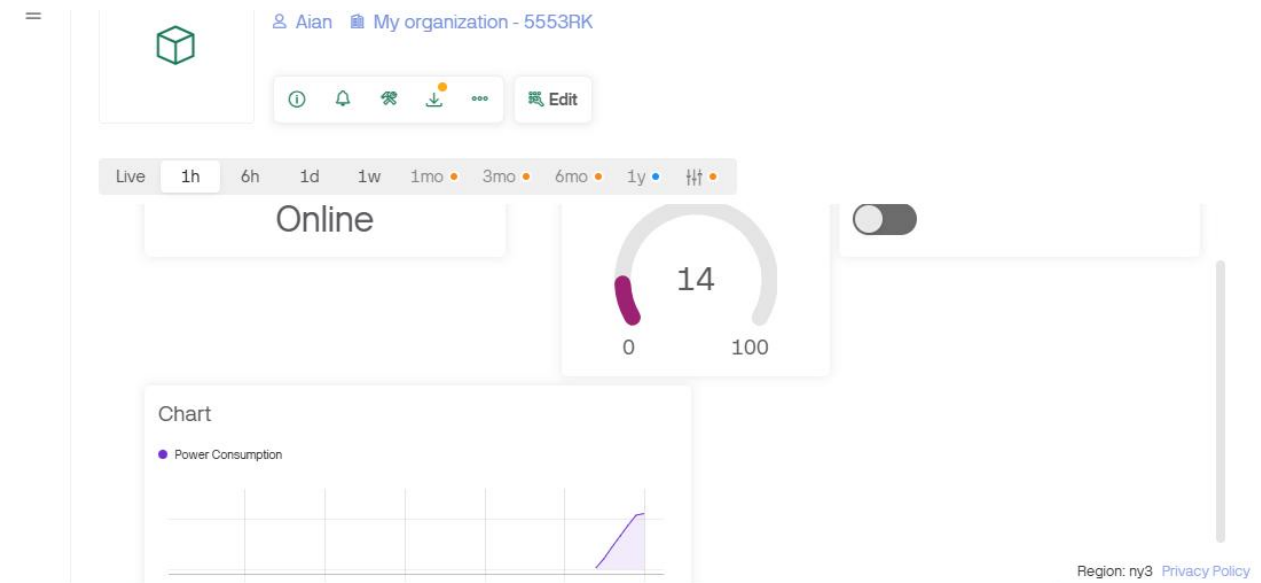 Aian My organization - 5553RK
Edit
Live 1h 6h 1d 1w 1mo 3mo 6mo 1y
Online
14
0 100
Chart
Power Consumption
Region: ny3 Privacy Policy